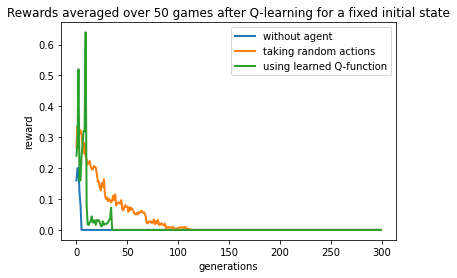 Rewards averaged over 50 games after Q-learning for a fixed initial state
without agent
taking random actions
using learned Q-function
reward
0.6
0.5
0.4
0.3
0.2
0.1
0.0
0 50 100 150 200 250 300
generations